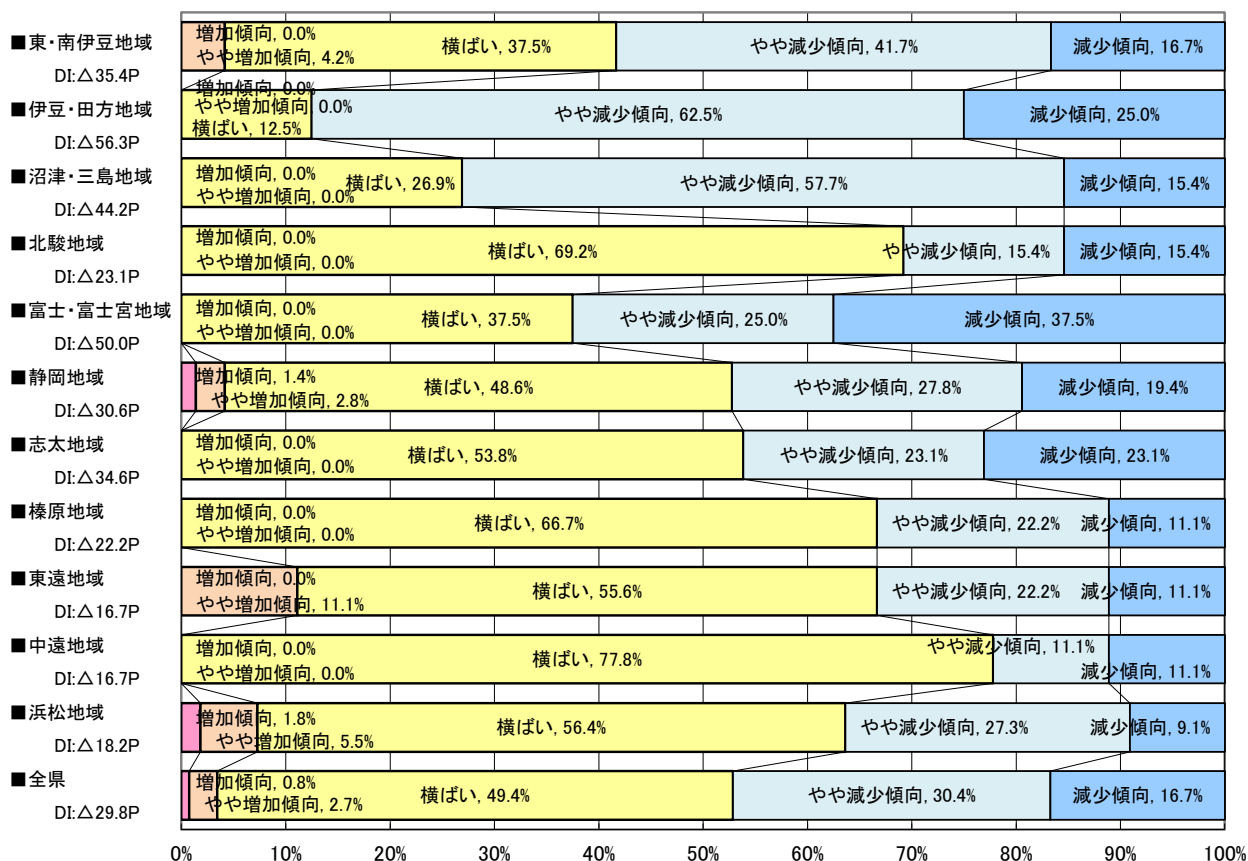 ■東・南伊豆地域
DI:△35.4P
増加傾向, 0.0%
やや増加傾向, 4.2%
横ばい, 37.5%
やや減少傾向, 41.7%
減少傾向, 16.7%
■伊豆・田方地域
DI:△56.3P
増加傾向, 0.0%
やや増加傾向, 0.0%
横ばい, 12.5%
やや減少傾向, 62.5%
減少傾向, 25.0%
■沼津・三島地域
DI:△44.2P
増加傾向, 0.0%
やや増加傾向, 0.0%
横ばい, 26.9%
やや減少傾向, 57.7%
減少傾向, 15.4%
■北駿地域
DI:△23.1P
増加傾向, 0.0%
やや増加傾向, 0.0%
横ばい, 69.2%
やや減少傾向, 15.4%
減少傾向, 15.4%
■富士・富士宮地域
DI:△50.0P
増加傾向, 0.0%
やや増加傾向, 0.0%
横ばい, 37.5%
やや減少傾向, 25.0%
減少傾向, 37.5%
■静岡地域
DI:△30.6P
増加傾向, 1.4%
やや増加傾向, 2.8%
横ばい, 48.6%
やや減少傾向, 27.8%
減少傾向, 19.4%
■志太地域
DI:△34.6P
増加傾向, 0.0%
やや増加傾向, 0.0%
横ばい, 53.8%
やや減少傾向, 23.1%
減少傾向, 23.1%
■榛原地域
DI:△22.2P
増加傾向, 0.0%
やや増加傾向, 0.0%
横ばい, 66.7%
やや減少傾向, 22.2%
減少傾向, 11.1%
■東遠地域
DI:△16.7P
増加傾向, 0.0%
やや増加傾向, 11.1%
横ばい, 55.6%
やや減少傾向, 22.2%
減少傾向, 11.1%
■中遠地域
DI:△16.7P
増加傾向, 0.0%
やや増加傾向, 0.0%
横ばい, 77.8%
やや減少傾向, 11.1%
減少傾向, 11.1%
■浜松地域
DI:△18.2P
増加傾向, 1.8%
やや増加傾向, 5.5%
横ばい, 56.4%
やや減少傾向, 27.3%
減少傾向, 9.1%
■全県
DI:△29.8P
増加傾向, 0.8%
やや増加傾向, 2.7%
横ばい, 49.4%
やや減少傾向, 30.4%
減少傾向, 16.7%
0% 10% 20% 30% 40% 50% 60% 70% 80% 90% 100%